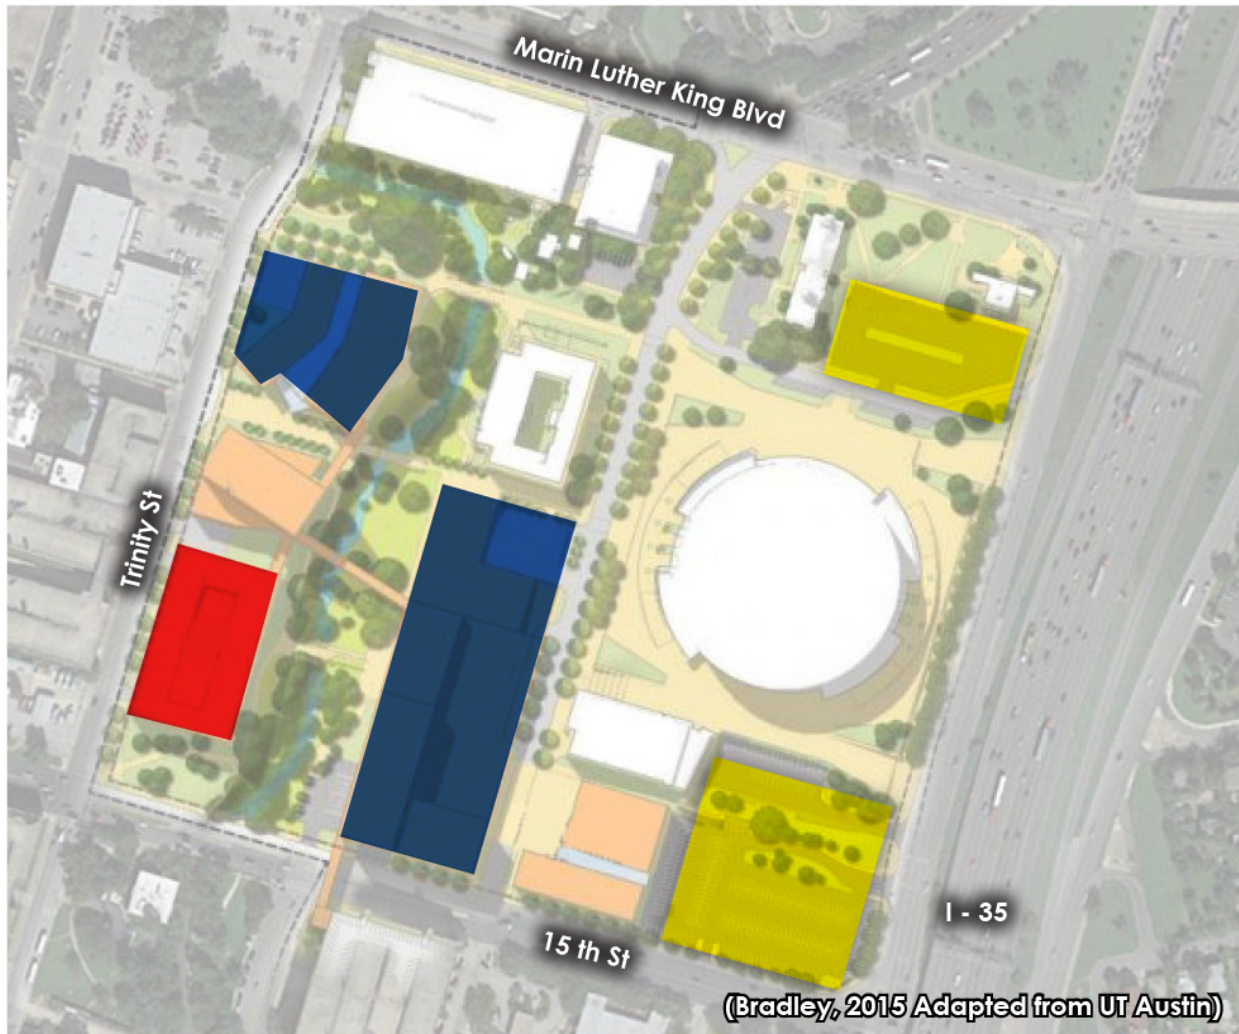 Marin Luther King Blvd
Trinity St
I - 35
15 th St
(Bradley, 2015 Adapted from UT Austin)